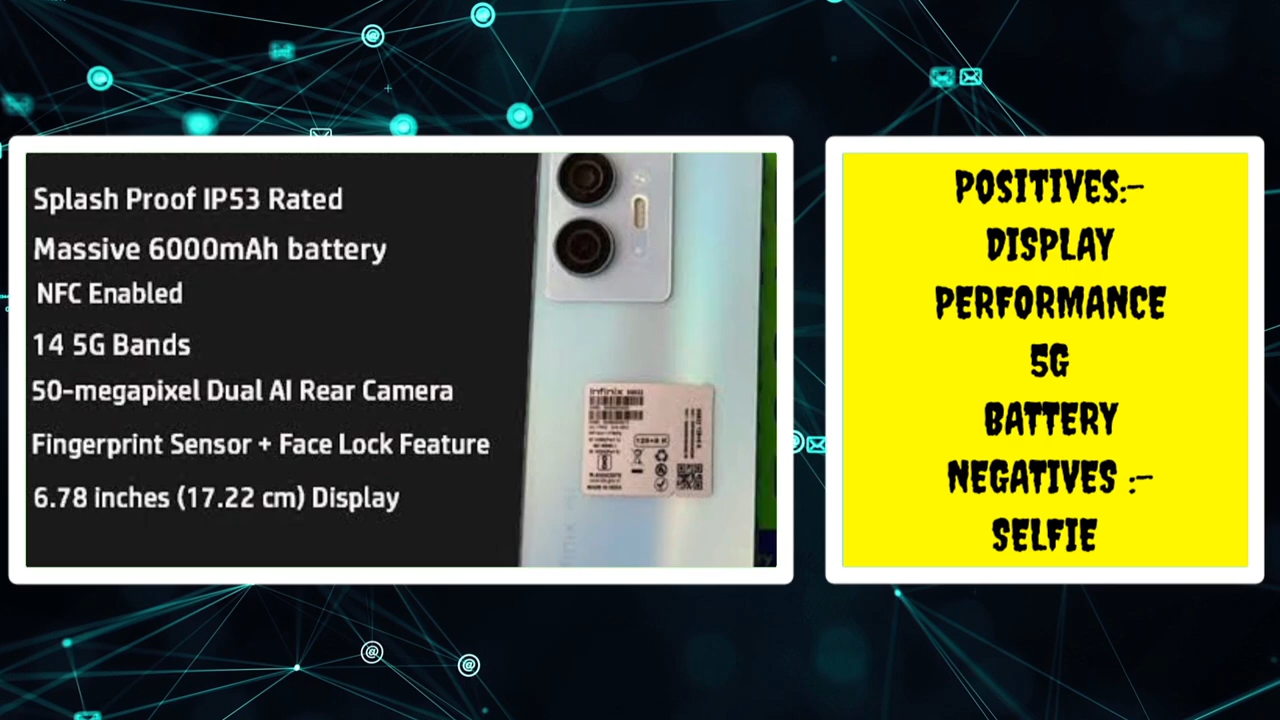 Splash Proof IP53 Rated
Massive 6000mAh battery
NFC Enabled
14 5G Bands
50-megapixel Dual AI Rear Camera
Fingerprint Sensor + Face Lock Feature
6.78 inches (17.22 cm) Display
Infinix
POSITIVES:-
DISPLAY
PERFORMANCE
5G
BATTERY
NEGATIVES :-
SELFIE